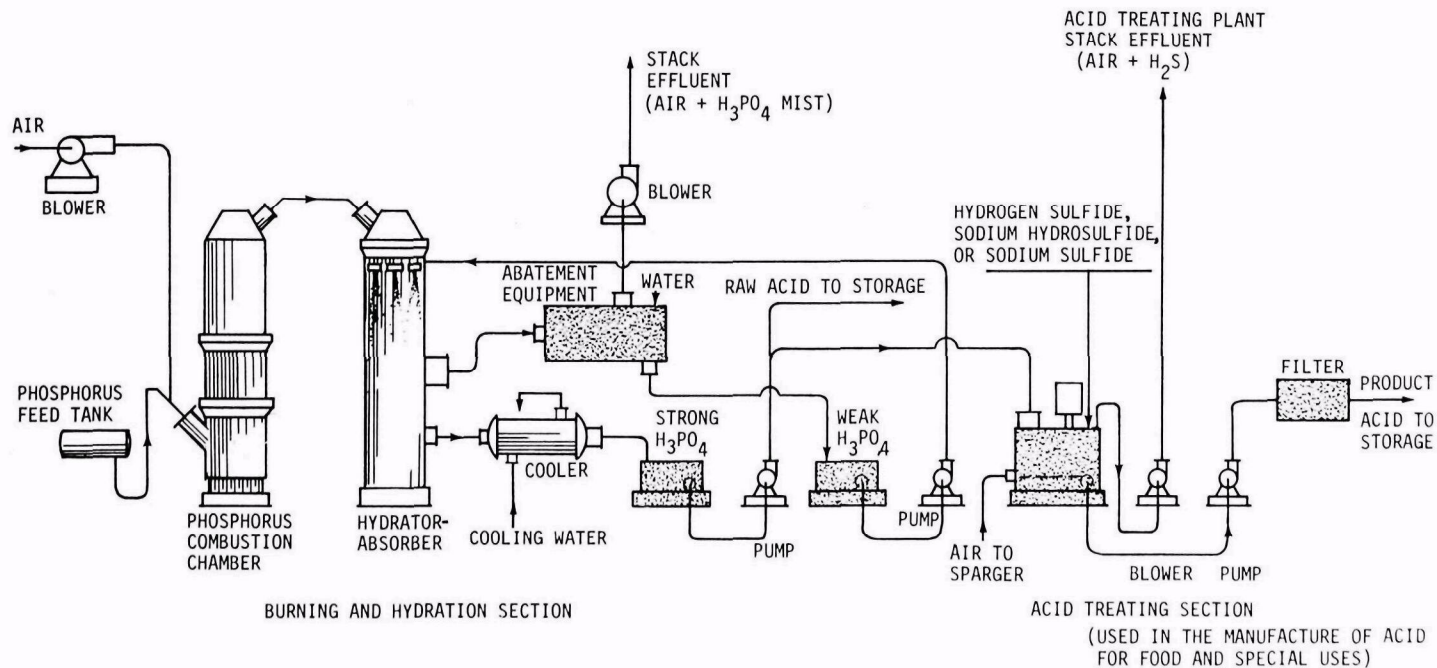 ACID TREATING PLANT
STACK EFFLUENT
(AIR + H₂S)
STACK
EFFLUENT
(AIR + H₃PO₄ MIST)
AIR
BLOWER
BLOWER
HYDROGEN SULFIDE,
SODIUM HYDROSULFIDE,
OR SODIUM SULFIDE
ABATEMENT
EQUIPMENT
WATER
RAW ACID TO STORAGE
PHOSPHORUS
FEED TANK
FILTER
PRODUCT
ACID TO
STORAGE
STRONG
H₃PO₄
WEAK
H₃PO₄
COOLER
PHOSPHORUS
COMBUSTION
CHAMBER
HYDRATOR-
ABSORBER
COOLING WATER
PUMP
PUMP
AIR TO
SPARGER
BLOWER
PUMP
BURNING AND HYDRATION SECTION
ACID TREATING SECTION
(USED IN THE MANUFACTURE OF ACID
FOR FOOD AND SPECIAL USES)